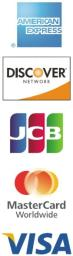 AMERICAN
EXPRESS
®
DISCOVER®
NETWORK
JCB
MasterCard
Worldwide
VISA